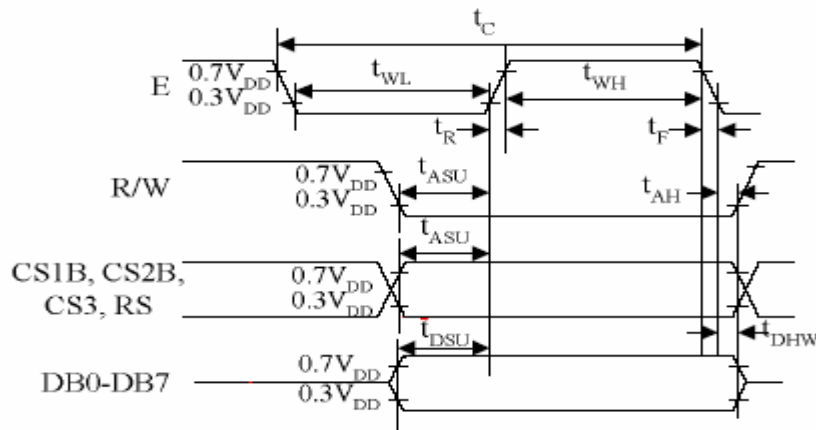 tC
E
0.7VDD
0.3VDD
tWL
tWH
tR
tF
R/W
0.7VDD
0.3VDD
tASU
tAH
tASU
CS1B, CS2B,
CS3, RS
0.7VDD
0.3VDD
tDSU
tDHW
DB0-DB7
0.7VDD
0.3VDD